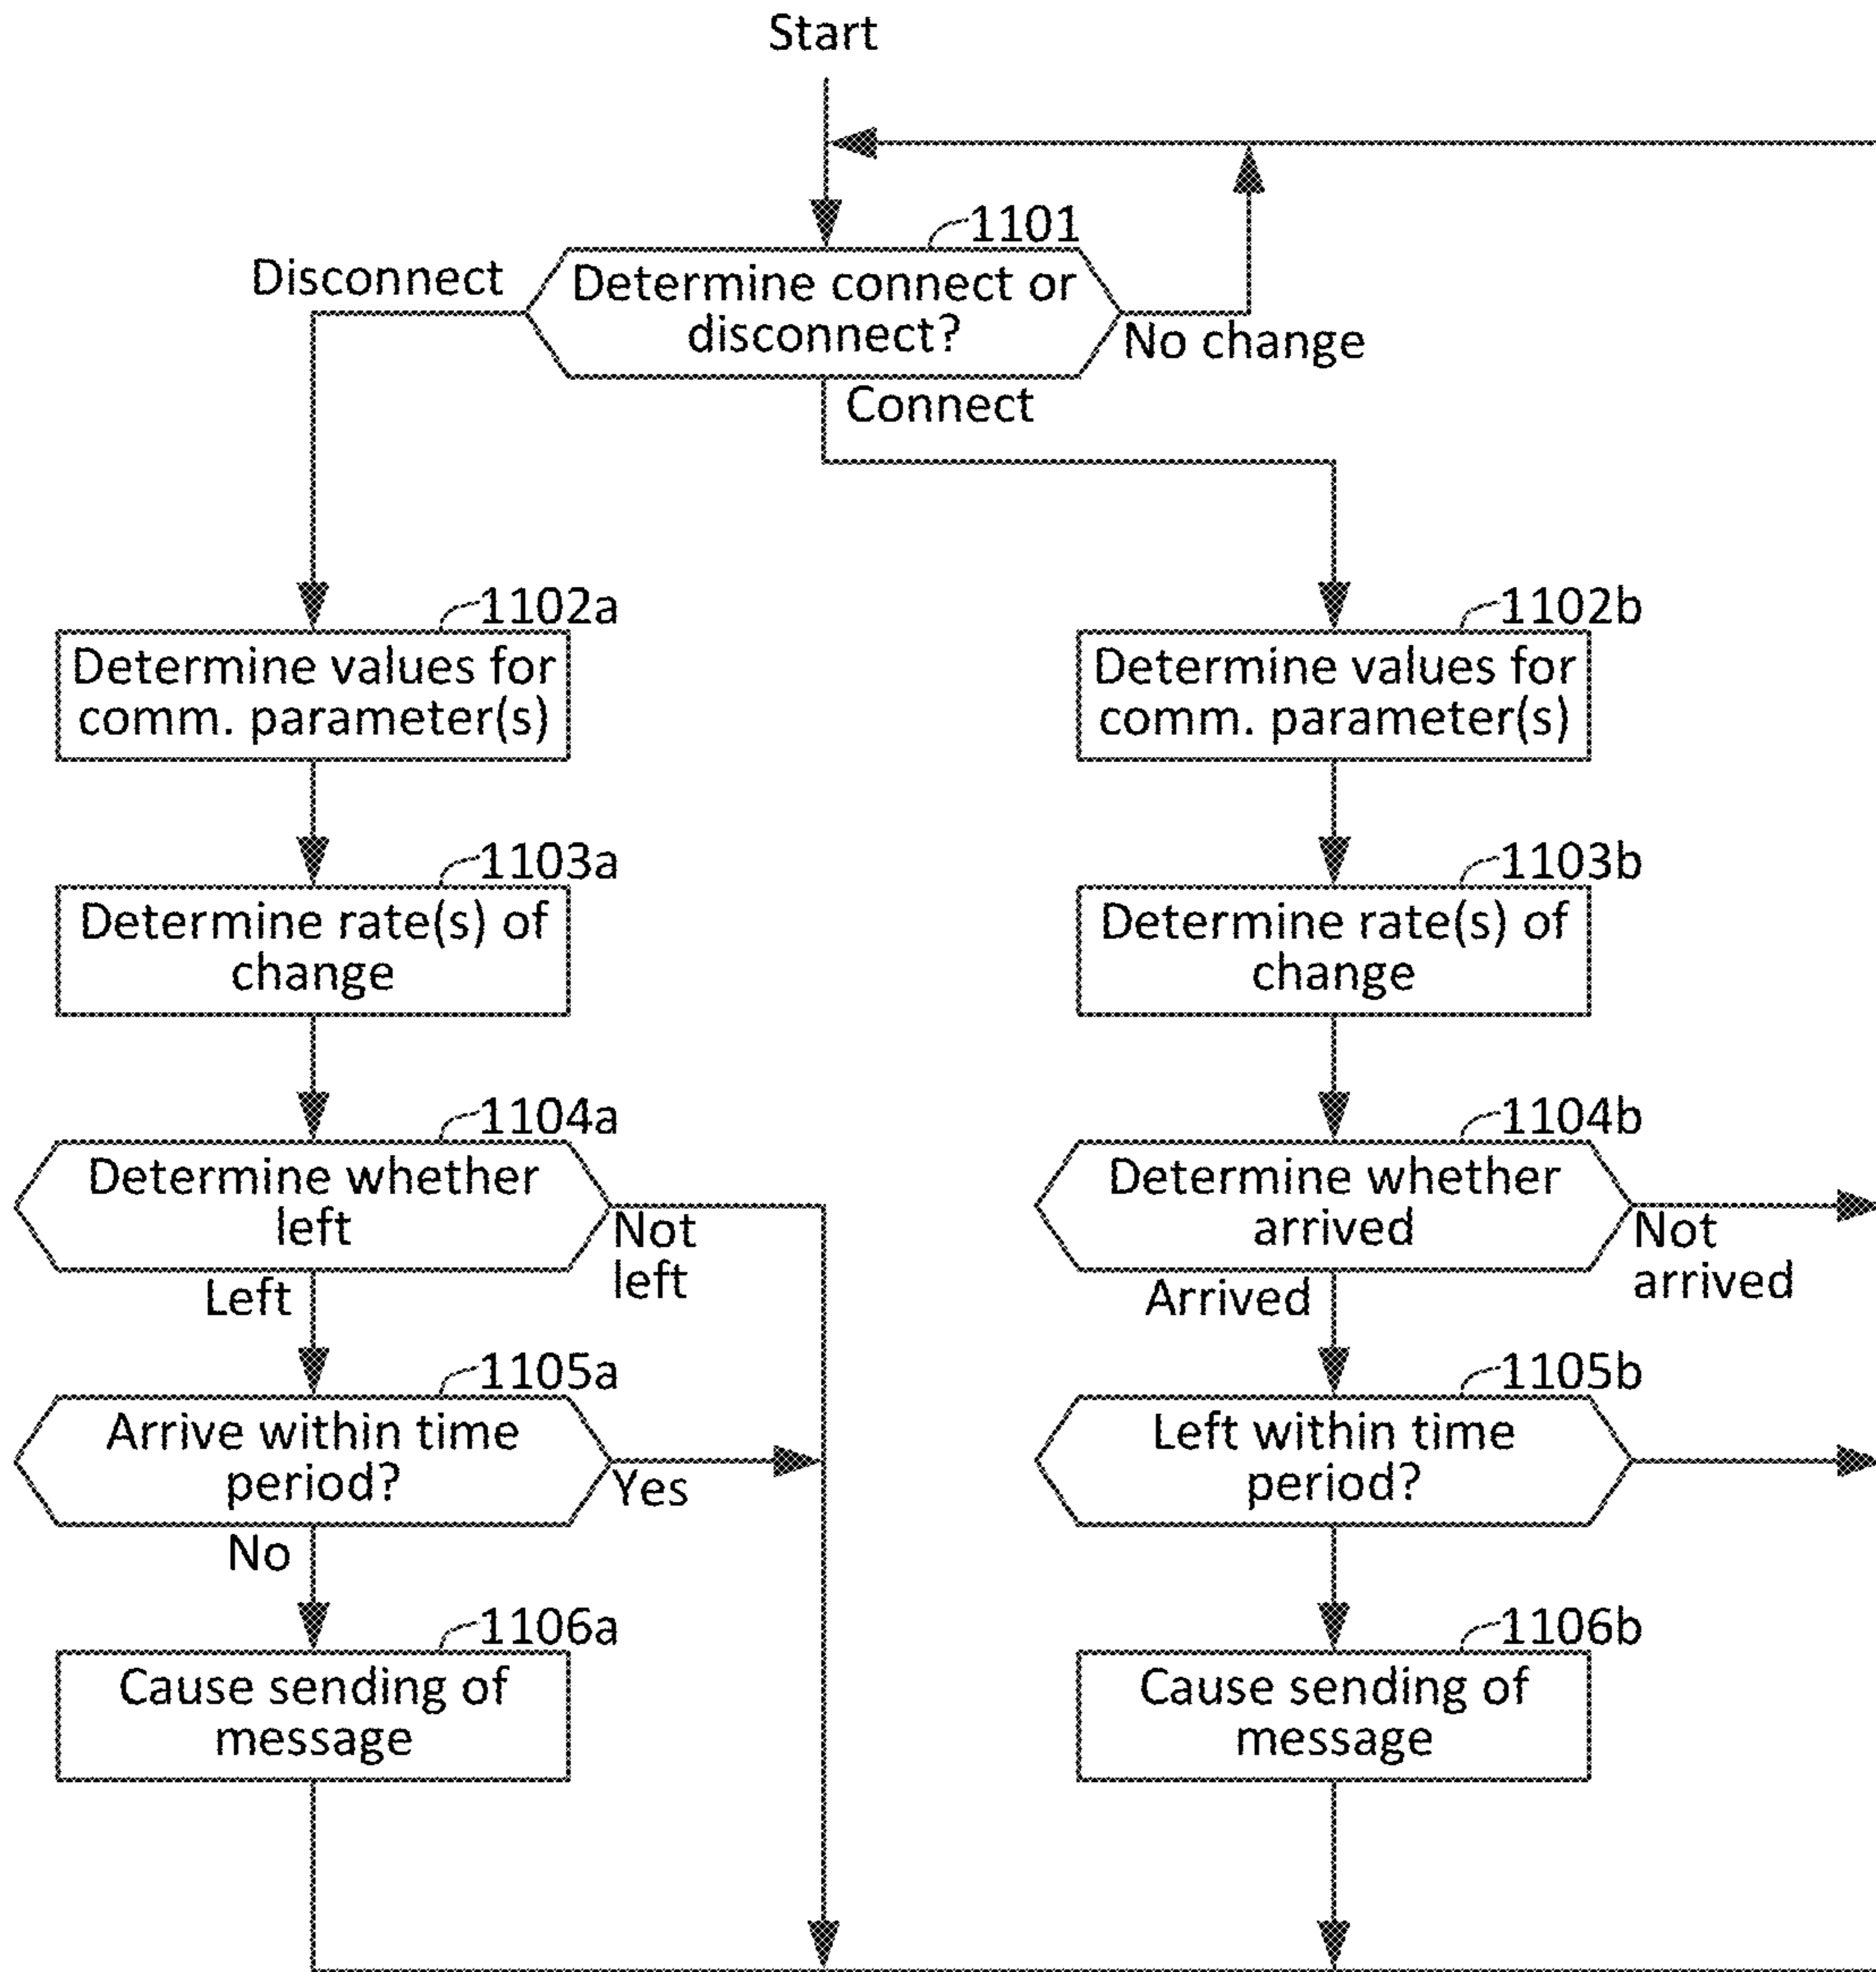 Start
1101
Disconnect
Determine connect or
disconnect?
No change
Connect
1102a
Determine values for
comm. parameter(s)
1103a
Determine rate(s) of
change
1104a
Determine whether
left
Not
left
Left
1105a
Arrive within time
period?
Yes
No
1106a
Cause sending of
message
1102b
Determine values for
comm. parameter(s)
1103b
Determine rate(s) of
change
1104b
Determine whether
arrived
Not
arrived
Arrived
1105b
Left within time
period?
1106b
Cause sending of
message